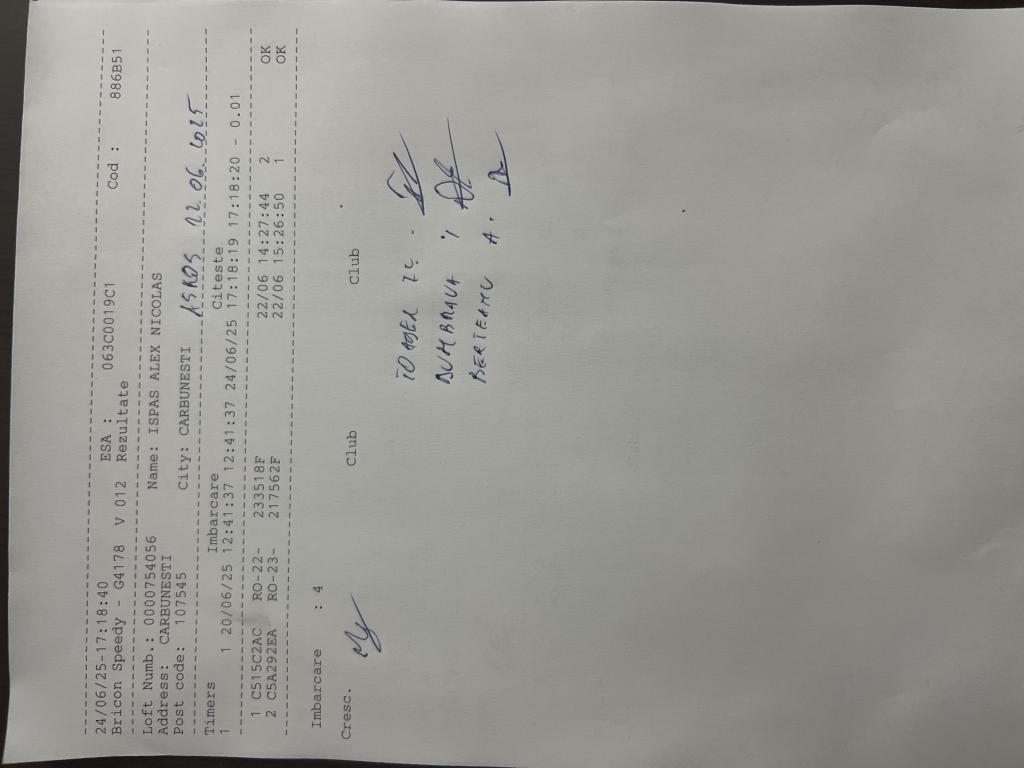 24/06/25-17:18:40
Bricon Speedy - G4178 V 012 ESA : 063C0019C1 Cod : 886B51
Rezultate
Loft Numb.: 0000754056 Name: ISPAS ALEX NICOLAS
Address: CARBUNESTI
Post code: 107545 City: CARBUNESTI 22.06.2025
Timers Imbarcare Citeste
1 1 20/06/25 12:41:37 12:41:37 24/06/25 17:18:19 17:18:20 - 0.01
1 C515C2AC RO-22- 233518F 22/06 14:27:44 2 OK
2 C5A292EA RO-23- 217562F 22/06 15:26:50 1 OK
Imbarcare : 4
Cresc. Club Club
DUMBRAVA
BERTEANU A.